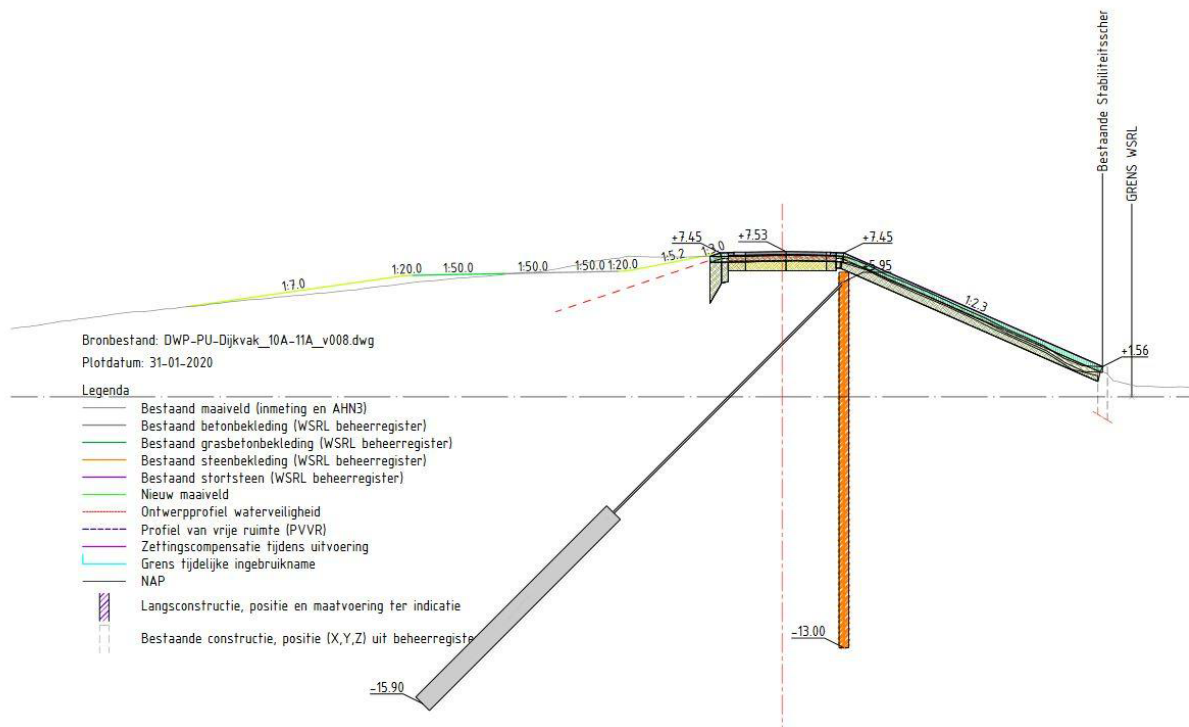 Bestaande Stabiliteitsscher
GRENS WSRL
+7.45
+7.53
+7.45
1:3.0
1:5.2
1:20.0
1:50.0
1:50.0
1:50.0
1:20.0
1:7.0
5.95
1:2.3
+1.56
Bronbestand: DWP-PU-Dijkvak_10A-11A_v008.dwg
Plotdatum: 31-01-2020
Legenda
Bestaand maaiveld (inmeting en AHN3)
Bestaand betonbekleding (WSRL beheerregister)
Bestaand grasbetonbekleding (WSRL beheerregister)
Bestaand steenbekleding (WSRL beheerregister)
Bestaand stortsteen (WSRL beheerregister)
Nieuw maaiveld
Ontwerpprofiel waterveiligheid
Profiel van vrije ruimte (PVVR)
Zettingscompensatie tijdens uitvoering
Grens tijdelijke ingebruikname
NAP
Langsconstructie, positie en maatvoering ter indicatie
Bestaande constructie, positie (X,Y,Z) uit beheerregiste
-13.00
-15.90